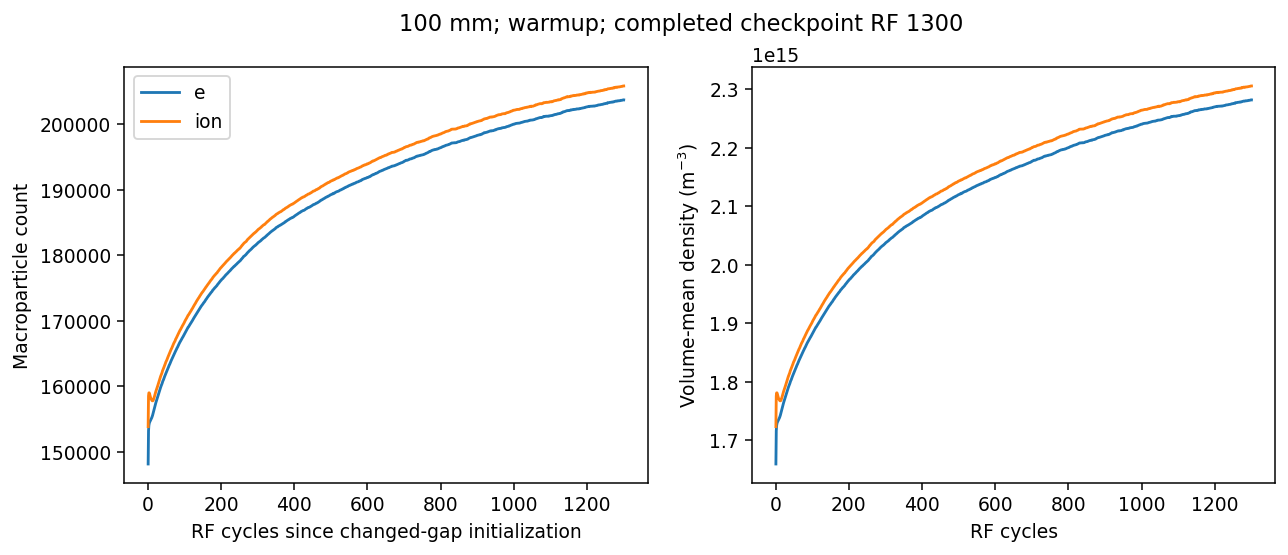 100 mm; warmup; completed checkpoint RF 1300
e
ion
200000
190000
180000
170000
160000
150000
Macroparticle count
0 200 400 600 800 1000 1200
RF cycles since changed-gap initialization
1e15
2.3
2.2
2.1
2.0
1.9
1.8
1.7
Volume-mean density (m⁻³)
0 200 400 600 800 1000 1200
RF cycles